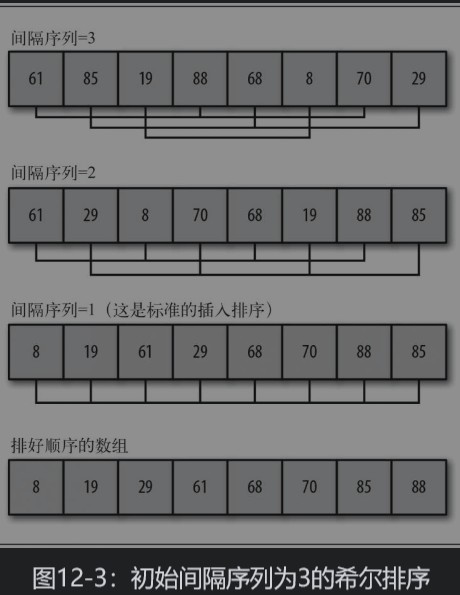 间隔序列=3
61 85 19 88 68 8 70 29
间隔序列=2
61 29 8 70 68 19 88 85
间隔序列=1（这是标准的插入排序）
8 19 61 29 68 70 88 85
排好顺序的数组
8 19 29 61 68 70 85 88
图12-3：初始间隔序列为3的希尔排序